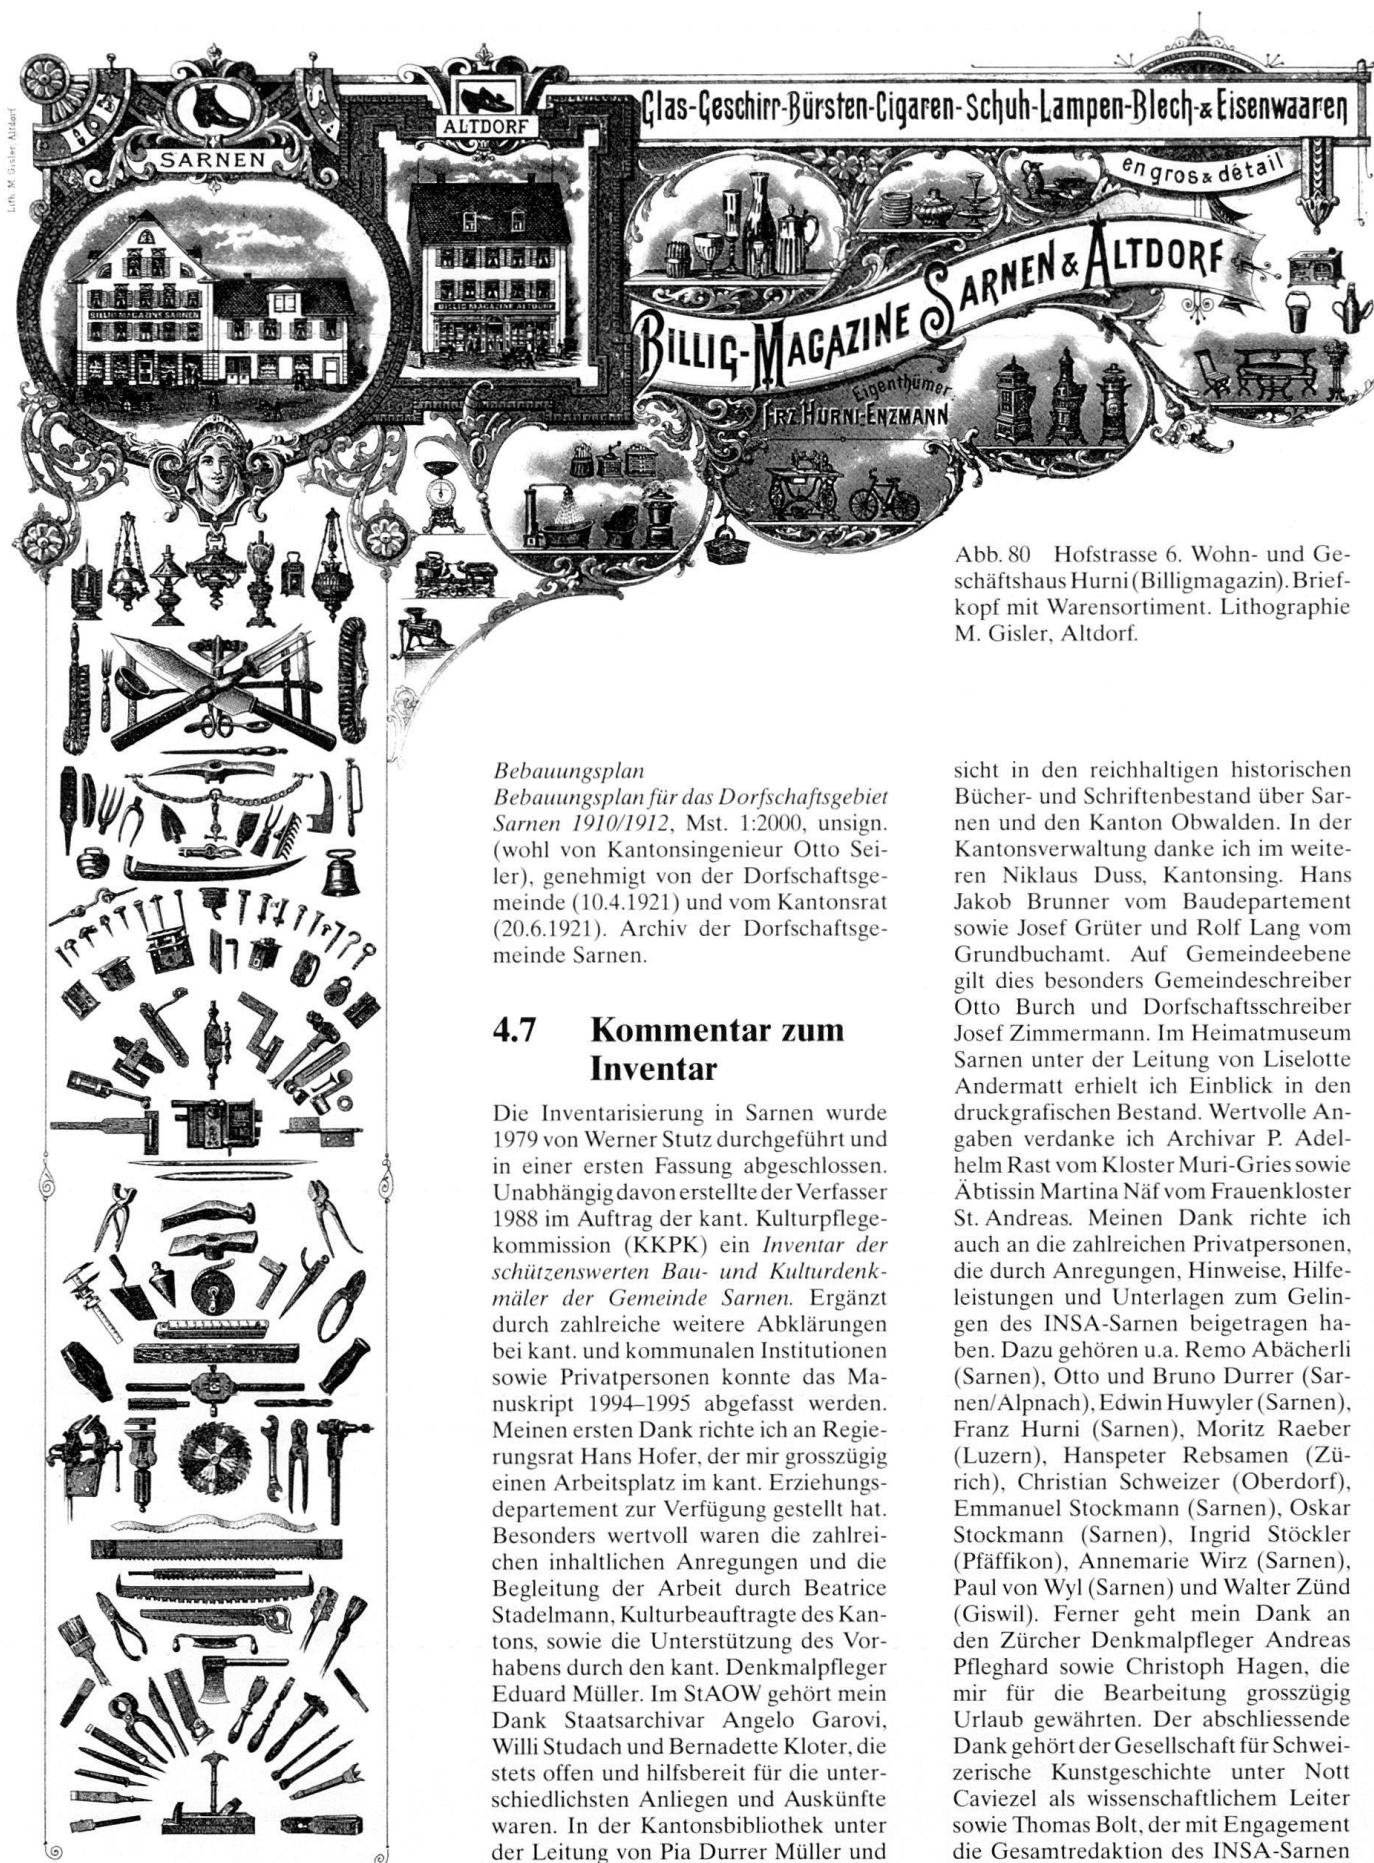 Lith. M. Gisler, Altdorf
SARNEN
ALTDORF
Glas-Geschirr-Bürsten-Cigaren-Schuh-Lampen-Blech-& Eisenwaaren
en gros & détail
BILLIG-MAGAZINE SARNEN
BILLIG-MAGAZINE ALTDORF
BILLIG-MAGAZINE SARNEN & ALTDORF
Eigenthümer:
FRZ. HURNI-ENZMANN
Abb. 80 Hofstrasse 6. Wohn- und Ge-
schäftshaus Hurni (Billigmagazin). Brief-
kopf mit Warensortiment. Lithographie
M. Gisler, Altdorf.
Bebauungsplan
Bebauungsplan für das Dorfschaftsgebiet
Sarnen 1910/1912, Mst. 1:2000, unsign.
(wohl von Kantonsingenieur Otto Sei-
ler), genehmigt von der Dorfschaftsge-
meinde (10.4.1921) und vom Kantonsrat
(20.6.1921). Archiv der Dorfschaftsge-
meinde Sarnen.
4.7 Kommentar zum
Inventar
Die Inventarisierung in Sarnen wurde
1979 von Werner Stutz durchgeführt und
in einer ersten Fassung abgeschlossen.
Unabhängig davon erstellte der Verfasser
1988 im Auftrag der kant. Kulturpflege-
kommission (KKPK) ein Inventar der
schützenswerten Bau- und Kulturdenk-
mäler der Gemeinde Sarnen. Ergänzt
durch zahlreiche weitere Abklärungen
bei kant. und kommunalen Institutionen
sowie Privatpersonen konnte das Ma-
nuskript 1994–1995 abgefasst werden.
Meinen ersten Dank richte ich an Regie-
rungsrat Hans Hofer, der mir grosszügig
einen Arbeitsplatz im kant. Erziehungs-
departement zur Verfügung gestellt hat.
Besonders wertvoll waren die zahlrei-
chen inhaltlichen Anregungen und die
Begleitung der Arbeit durch Beatrice
Stadelmann, Kulturbeauftragte des Kan-
tons, sowie die Unterstützung des Vor-
habens durch den kant. Denkmalpfleger
Eduard Müller. Im StAOW gehört mein
Dank Staatsarchivar Angelo Garovi,
Willi Studach und Bernadette Kloter, die
stets offen und hilfsbereit für die unter-
schiedlichsten Anliegen und Auskünfte
waren. In der Kantonsbibliothek unter
der Leitung von Pia Durrer Müller und
sicht in den reichhaltigen historischen
Bücher- und Schriftenbestand über Sar-
nen und den Kanton Obwalden. In der
Kantonsverwaltung danke ich im weite-
ren Niklaus Duss, Kantonsing. Hans
Jakob Brunner vom Baudepartement
sowie Josef Grüter und Rolf Lang vom
Grundbuchamt. Auf Gemeindeebene
gilt dies besonders Gemeindeschreiber
Otto Burch und Dorfschaftsschreiber
Josef Zimmermann. Im Heimatmuseum
Sarnen unter der Leitung von Liselotte
Andermatt erhielt ich Einblick in den
druckgrafischen Bestand. Wertvolle An-
gaben verdanke ich Archivar P. Adel-
helm Rast vom Kloster Muri-Gries sowie
Äbtissin Martina Näf vom Frauenkloster
St. Andreas. Meinen Dank richte ich
auch an die zahlreichen Privatpersonen,
die durch Anregungen, Hinweise, Hilfe-
leistungen und Unterlagen zum Gelin-
gen des INSA-Sarnen beigetragen ha-
ben. Dazu gehören u.a. Remo Abächerli
(Sarnen), Otto und Bruno Durrer (Sar-
nen/Alpnach), Edwin Huwyler (Sarnen),
Franz Hurni (Sarnen), Moritz Raeber
(Luzern), Hanspeter Rebsamen (Zü-
rich), Christian Schweizer (Oberdorf),
Emmanuel Stockmann (Sarnen), Oskar
Stockmann (Sarnen), Ingrid Stöckler
(Pfäffikon), Annemarie Wirz (Sarnen),
Paul von Wyl (Sarnen) und Walter Zünd
(Giswil). Ferner geht mein Dank an
den Zürcher Denkmalpfleger Andreas
Pfleghard sowie Christoph Hagen, die
mir für die Bearbeitung grosszügig
Urlaub gewährten. Der abschliessende
Dank gehört der Gesellschaft für Schwei-
zerische Kunstgeschichte unter Nott
Caviezel als wissenschaftlichem Leiter
sowie Thomas Bolt, der mit Engagement
die Gesamtredaktion des INSA-Sarnen